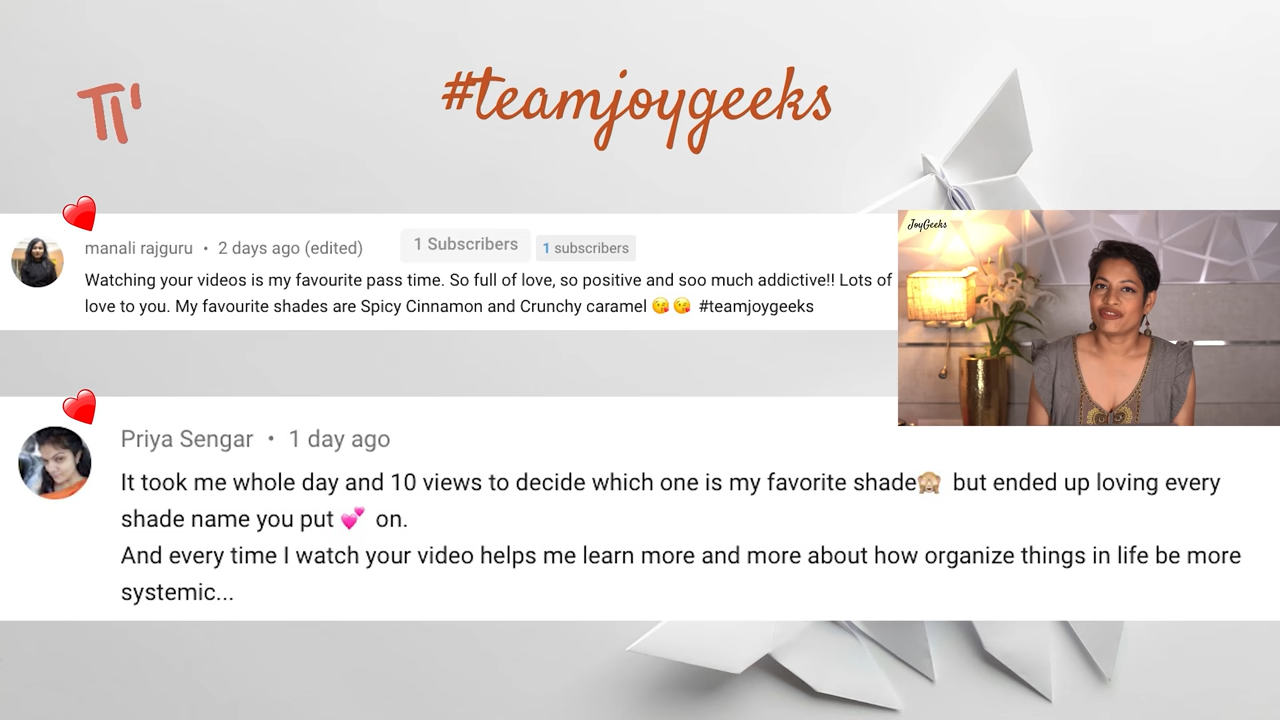 #teamjoygeeks
manali rajguru • 2 days ago (edited) 1 Subscribers 1 subscribers
Watching your videos is my favourite pass time. So full of love, so positive and soo much addictive!! Lots of
love to you. My favourite shades are Spicy Cinnamon and Crunchy caramel 😘😘 #teamjoygeeks
JoyGeeks
Priya Sengar • 1 day ago
It took me whole day and 10 views to decide which one is my favorite shade🙈 but ended up loving every
shade name you put 💕 on.
And every time I watch your video helps me learn more and more about how organize things in life be more
systemic...